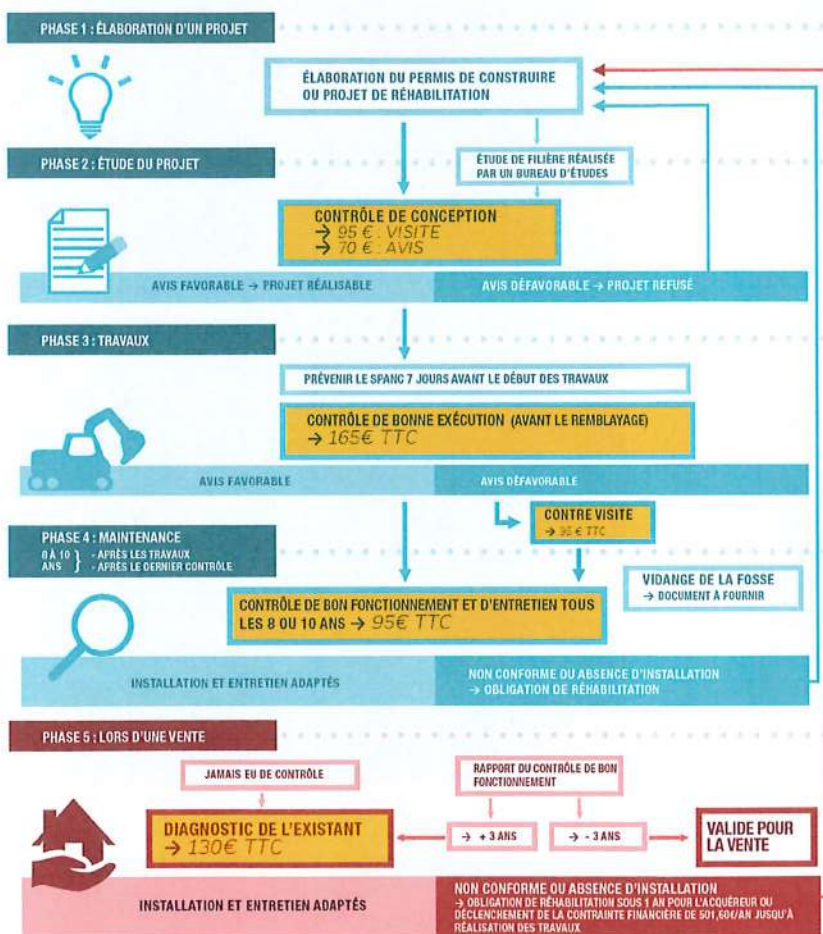 PHASE 1 : ÉLABORATION D'UN PROJET
ÉLABORATION DU PERMIS DE CONSTRUIRE
OU PROJET DE RÉHABILITATION
PHASE 2 : ÉTUDE DU PROJET
ÉTUDE DE FILIÈRE RÉALISÉE
PAR UN BUREAU D'ÉTUDES
CONTRÔLE DE CONCEPTION
→ 95 € : VISITE
→ 70 € : AVIS
AVIS FAVORABLE → PROJET RÉALISABLE
AVIS DÉFAVORABLE → PROJET REFUSÉ
PHASE 3 : TRAVAUX
PRÉVENIR LE SPANC 7 JOURS AVANT LE DÉBUT DES TRAVAUX
CONTRÔLE DE BONNE EXÉCUTION (AVANT LE REMBLAYAGE)
→ 165€ TTC
AVIS FAVORABLE
AVIS DÉFAVORABLE
CONTRE VISITE
→ 95 € TTC
PHASE 4 : MAINTENANCE
0 À 10 } - APRÈS LES TRAVAUX
ANS - APRÈS LE DERNIER CONTRÔLE
VIDANGE DE LA FOSSE
→ DOCUMENT À FOURNIR
CONTRÔLE DE BON FONCTIONNEMENT ET D'ENTRETIEN TOUS
LES 8 OU 10 ANS → 95€ TTC
INSTALLATION ET ENTRETIEN ADAPTÉS
NON CONFORME OU ABSENCE D'INSTALLATION
→ OBLIGATION DE RÉHABILITATION
PHASE 5 : LORS D'UNE VENTE
JAMAIS EU DE CONTRÔLE
RAPPORT DU CONTRÔLE DE BON
FONCTIONNEMENT
DIAGNOSTIC DE L'EXISTANT
→ 130€ TTC
→ + 3 ANS
→ - 3 ANS
VALIDE POUR
LA VENTE
INSTALLATION ET ENTRETIEN ADAPTÉS
NON CONFORME OU ABSENCE D'INSTALLATION
→ OBLIGATION DE RÉHABILITATION SOUS 1 AN POUR L'ACQUÉREUR OU
DÉCLENCHEMENT DE LA CONTRAINTE FINANCIÈRE DE 501,60€/AN JUSQU'À
RÉALISATION DES TRAVAUX